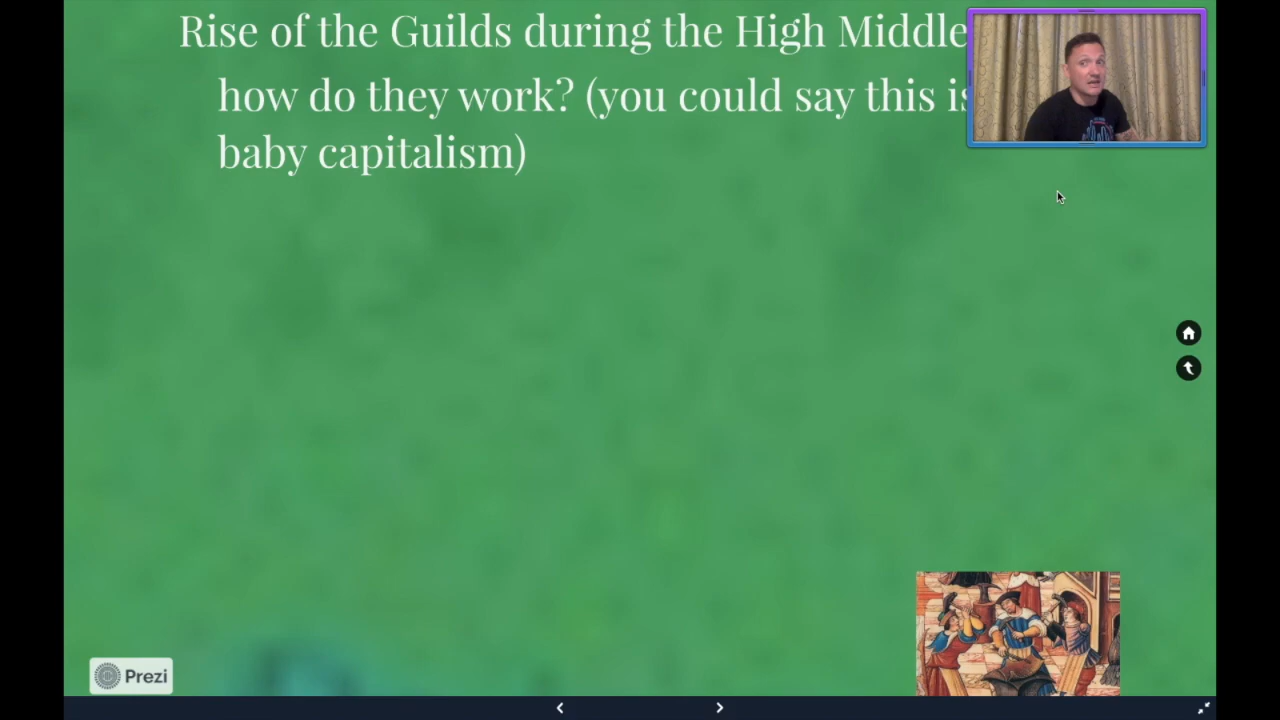 Rise of the Guilds during the High Middle
how do they work? (you could say this is
baby capitalism)
Prezi